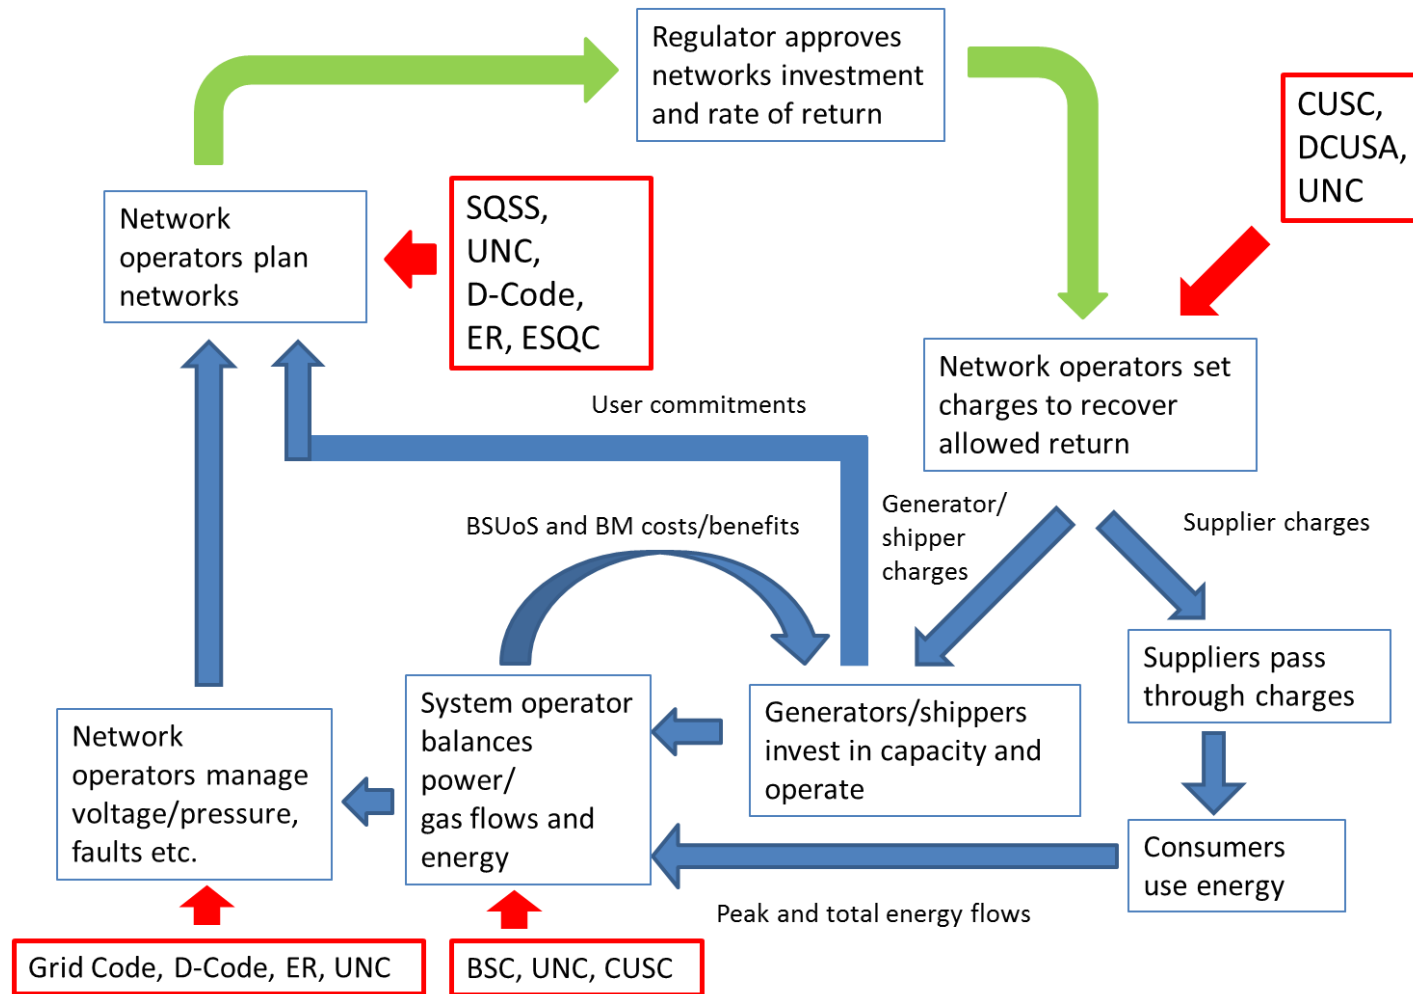 Regulator approves
networks investment
and rate of return
CUSC,
DCUSA,
UNC
Network
operators plan
networks
SQSS,
UNC,
D-Code,
ER, ESQC
Network operators set
charges to recover
allowed return
User commitments
Generator/
shipper
charges
Supplier charges
BSUoS and BM costs/benefits
Suppliers pass
through charges
System operator
balances
power/
gas flows and
energy
Generators/shippers
invest in capacity and
operate
Network
operators manage
voltage/pressure,
faults etc.
Consumers
use energy
Peak and total energy flows
Grid Code, D-Code, ER, UNC
BSC, UNC, CUSC